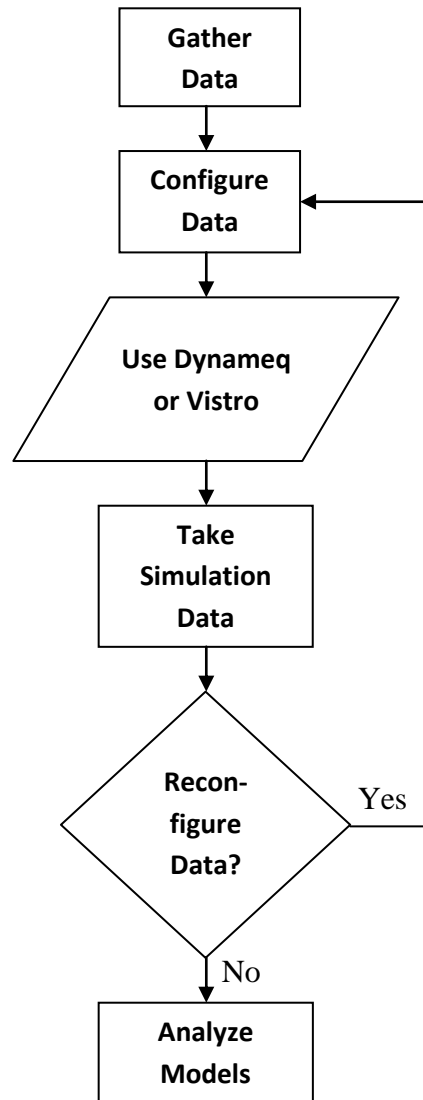 Gather
Data
Configure
Data
Use Dynameq
or Vistro
Take
Simulation
Data
Recon-
figure
Data?
Yes
No
Analyze
Models